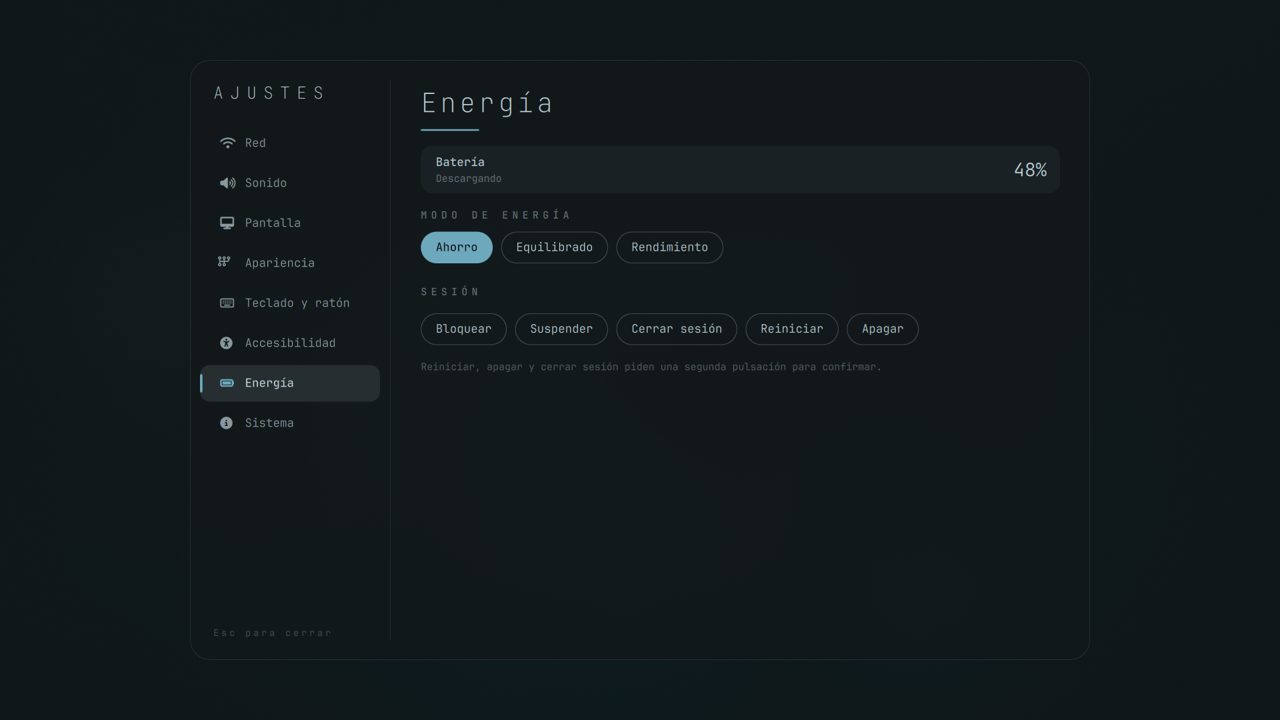 AJUSTES
Red
Sonido
Pantalla
Apariencia
Teclado y ratón
Accesibilidad
Energía
Sistema
Esc para cerrar
Energía
Batería
Descargando
48%
MODO DE ENERGÍA
Ahorro Equilibrado Rendimiento
SESIÓN
Bloquear Suspender Cerrar sesión Reiniciar Apagar
Reiniciar, apagar y cerrar sesión piden una segunda pulsación para confirmar.